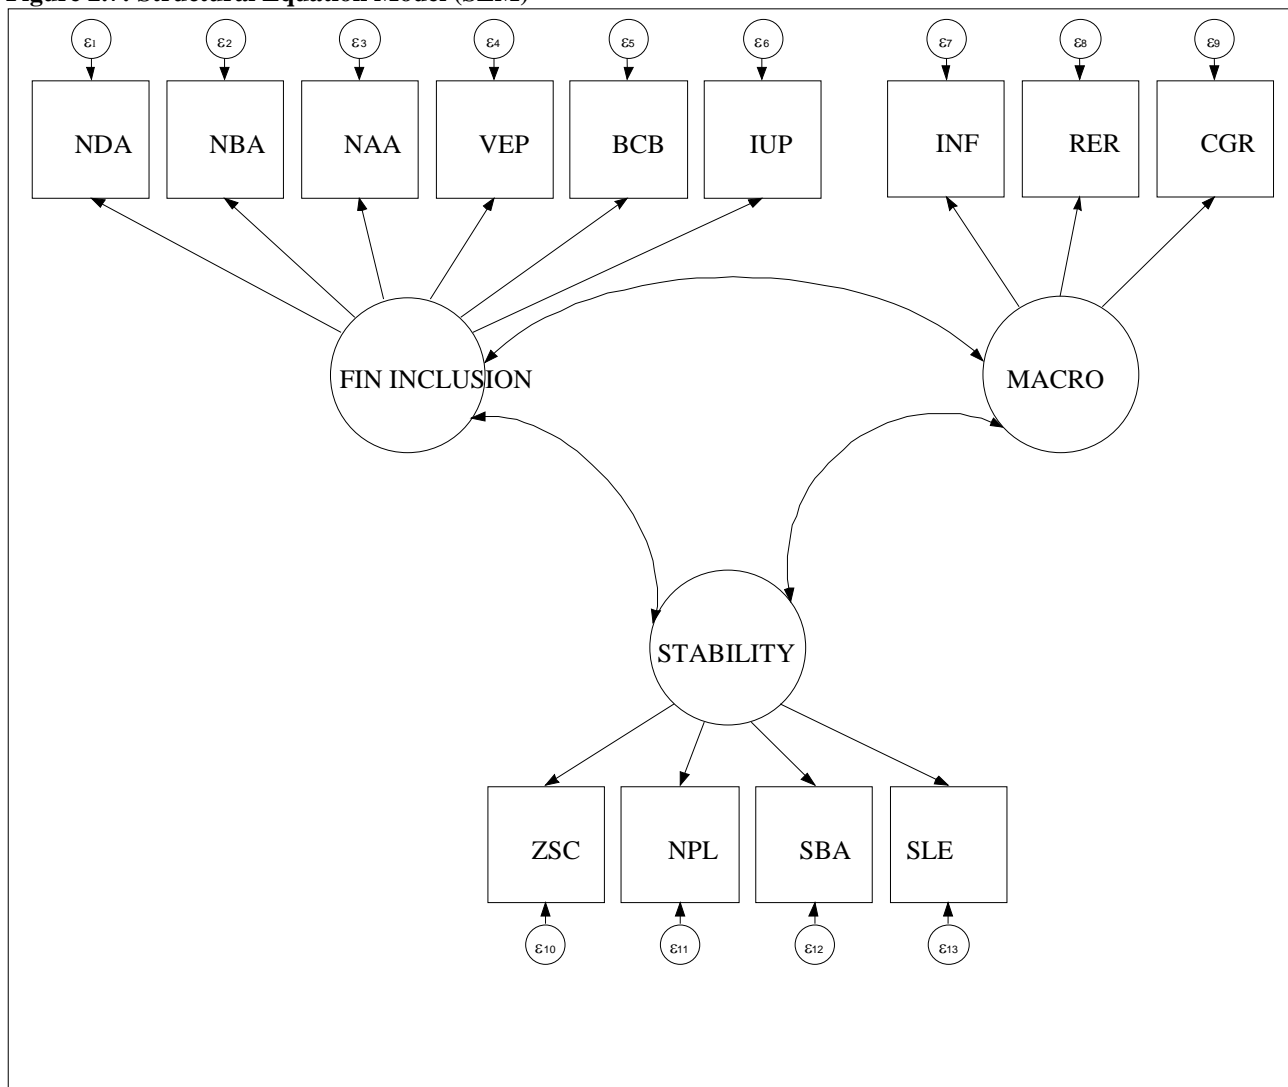 Figure 2.7: Structural Equation Model (SEM)
ε1 ε2 ε3 ε4 ε5 ε6 ε7 ε8 ε9
NDA NBA NAA VEP BCB IUP INF RER CGR
FIN INCLUSION MACRO
STABILITY
ZSC NPL SBA SLE
ε10 ε11 ε12 ε13